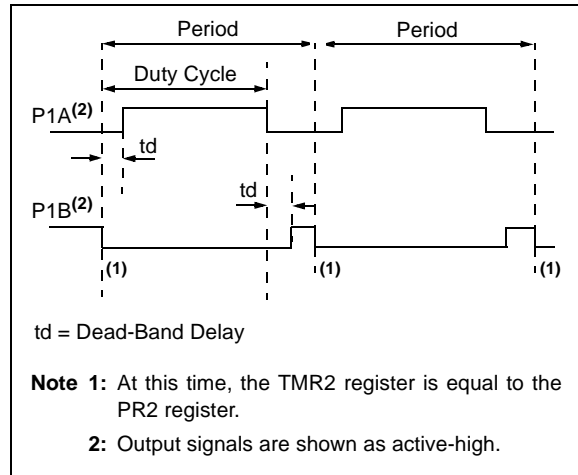 Period Period
Duty Cycle
P1A(2)
td
td
P1B(2)
(1) (1) (1)
td = Dead-Band Delay
Note 1: At this time, the TMR2 register is equal to the
PR2 register.
2: Output signals are shown as active-high.